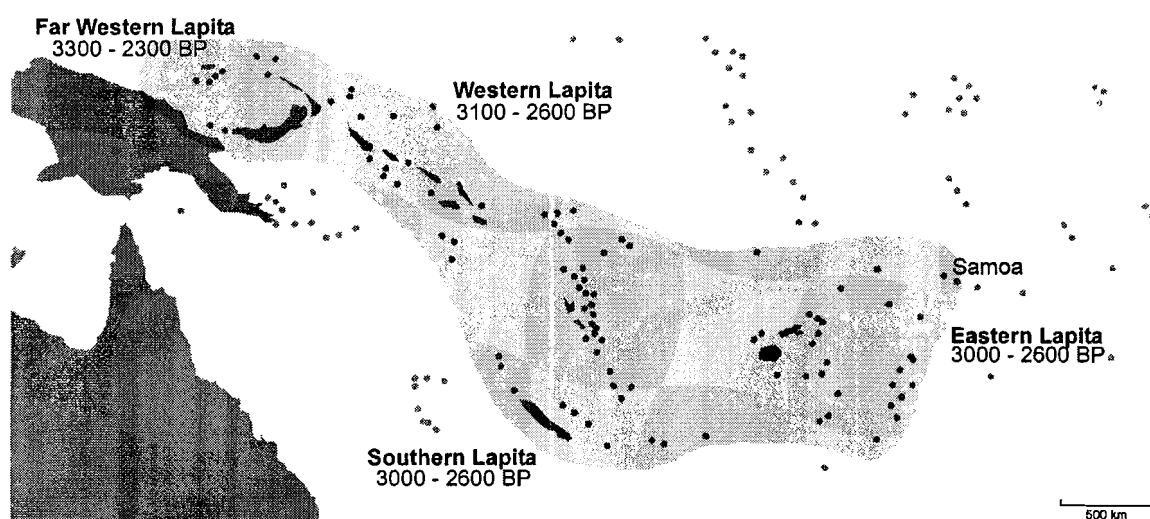 Far Western Lapita
3300 - 2300 BP
Western Lapita
3100 - 2600 BP
Samoa
Eastern Lapita
3000 - 2600 BP
Southern Lapita
3000 - 2600 BP
500 km